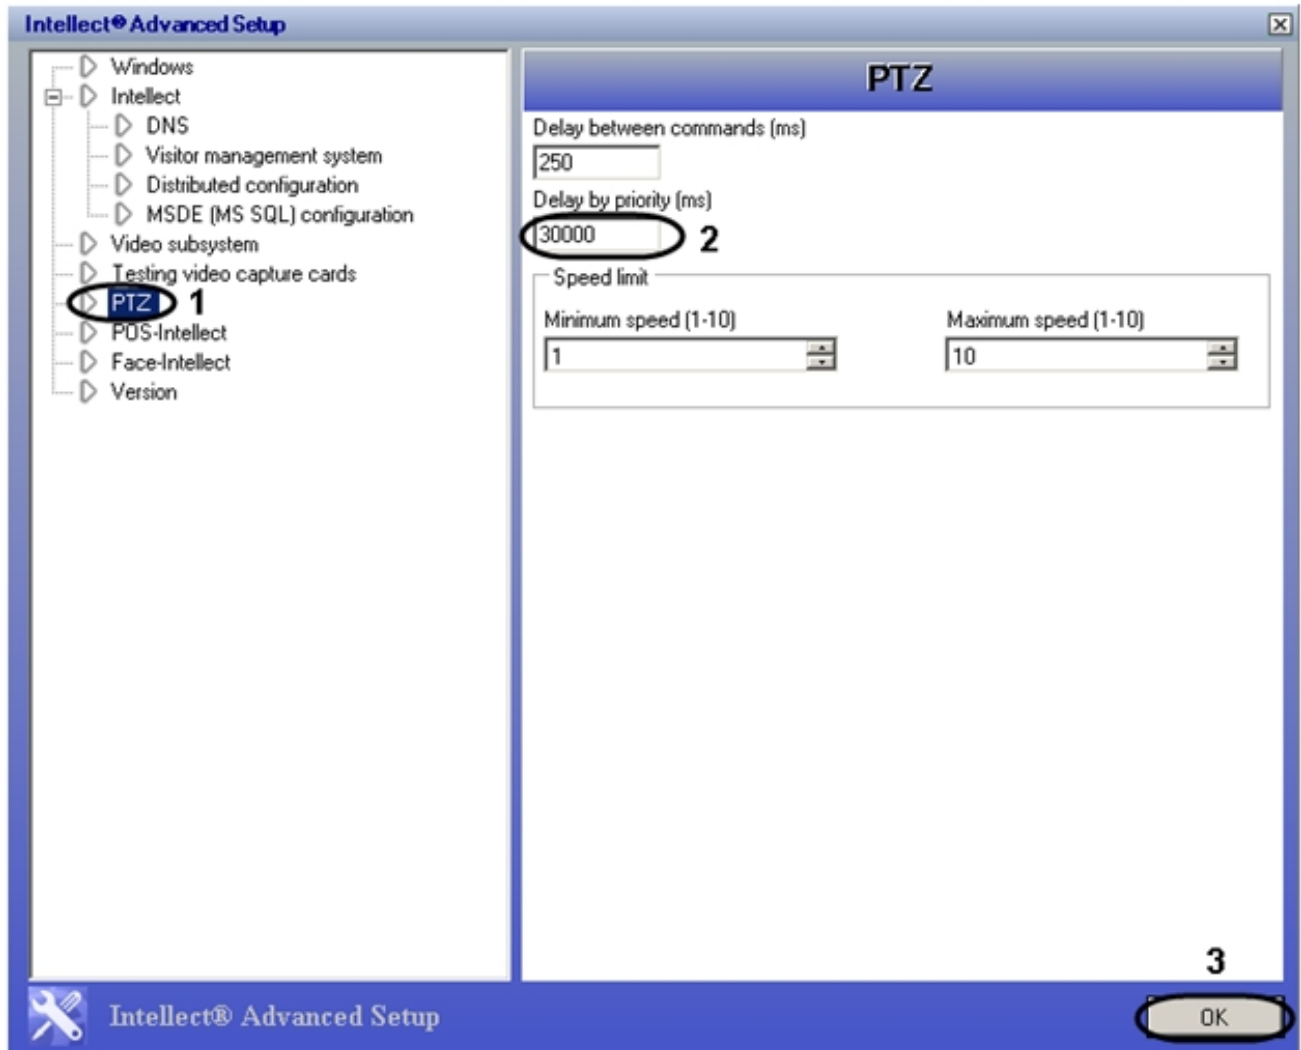 Intellect® Advanced Setup
Windows
Intellect
DNS
Visitor management system
Distributed configuration
MSDE (MS SQL) configuration
Video subsystem
Testing video capture cards
PTZ 1
POS-Intellect
Face-Intellect
Version
PTZ
Delay between commands (ms)
250
Delay by priority (ms)
30000 2
Speed limit
Minimum speed (1-10) Maximum speed (1-10)
1 10
3
Intellect® Advanced Setup
OK